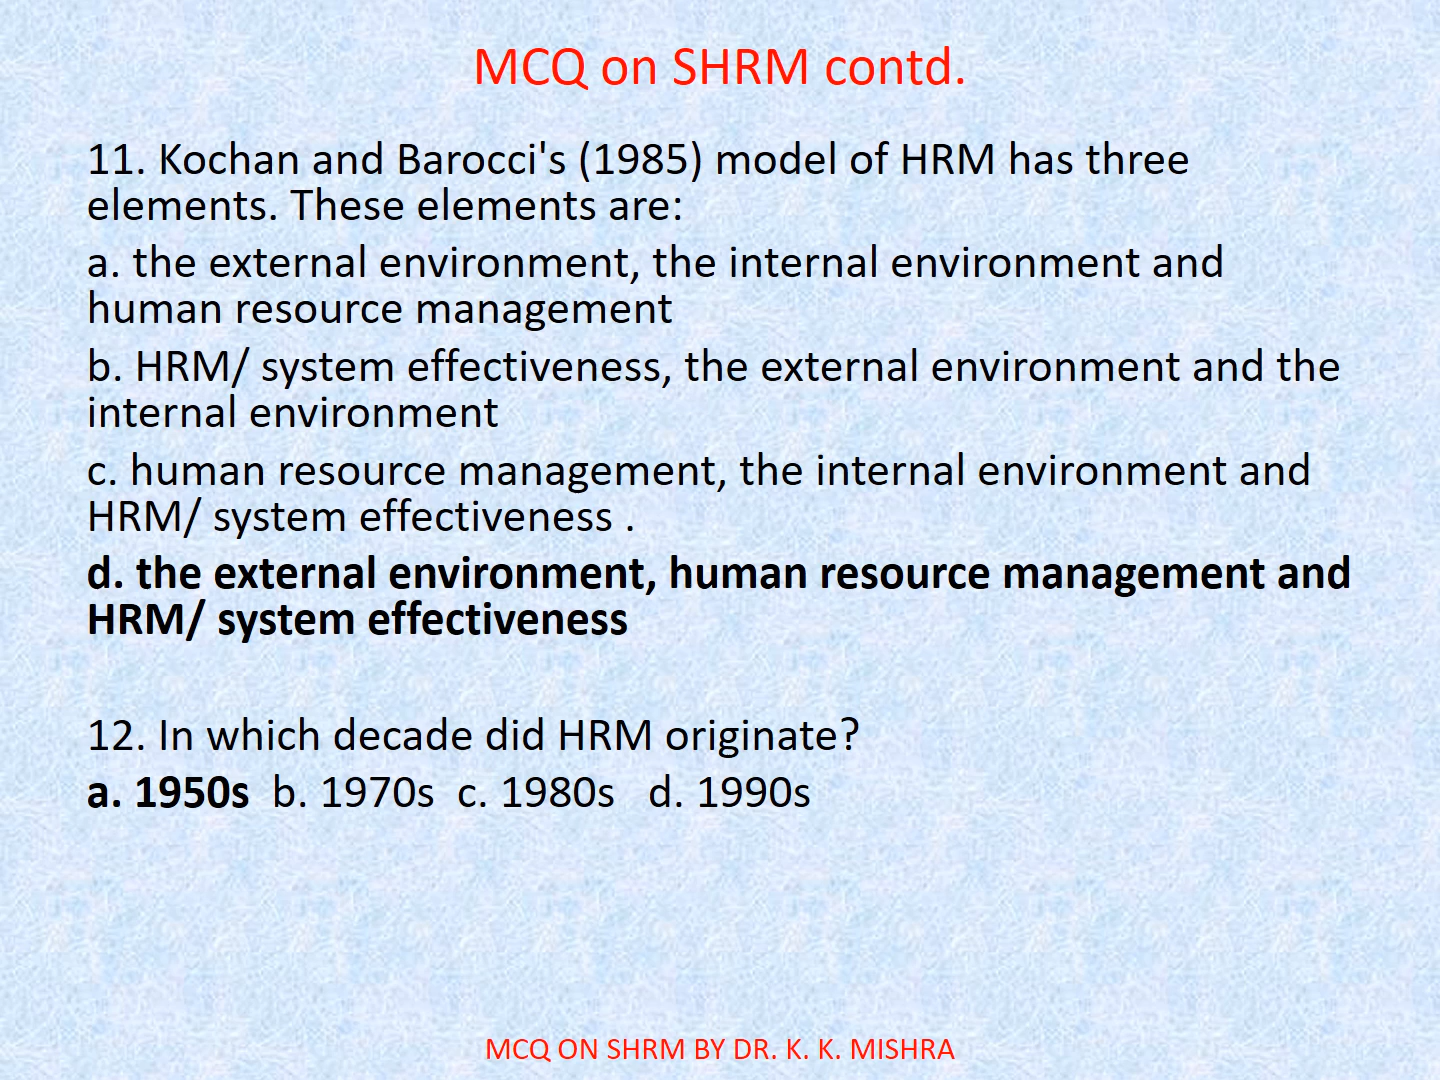 MCQ on SHRM contd.
11. Kochan and Barocci's (1985) model of HRM has three
elements. These elements are:
a. the external environment, the internal environment and
human resource management
b. HRM/ system effectiveness, the external environment and the
internal environment
c. human resource management, the internal environment and
HRM/ system effectiveness .
d. the external environment, human resource management and
HRM/ system effectiveness
12. In which decade did HRM originate?
a. 1950s b. 1970s c. 1980s d. 1990s
MCQ ON SHRM BY DR. K. K. MISHRA